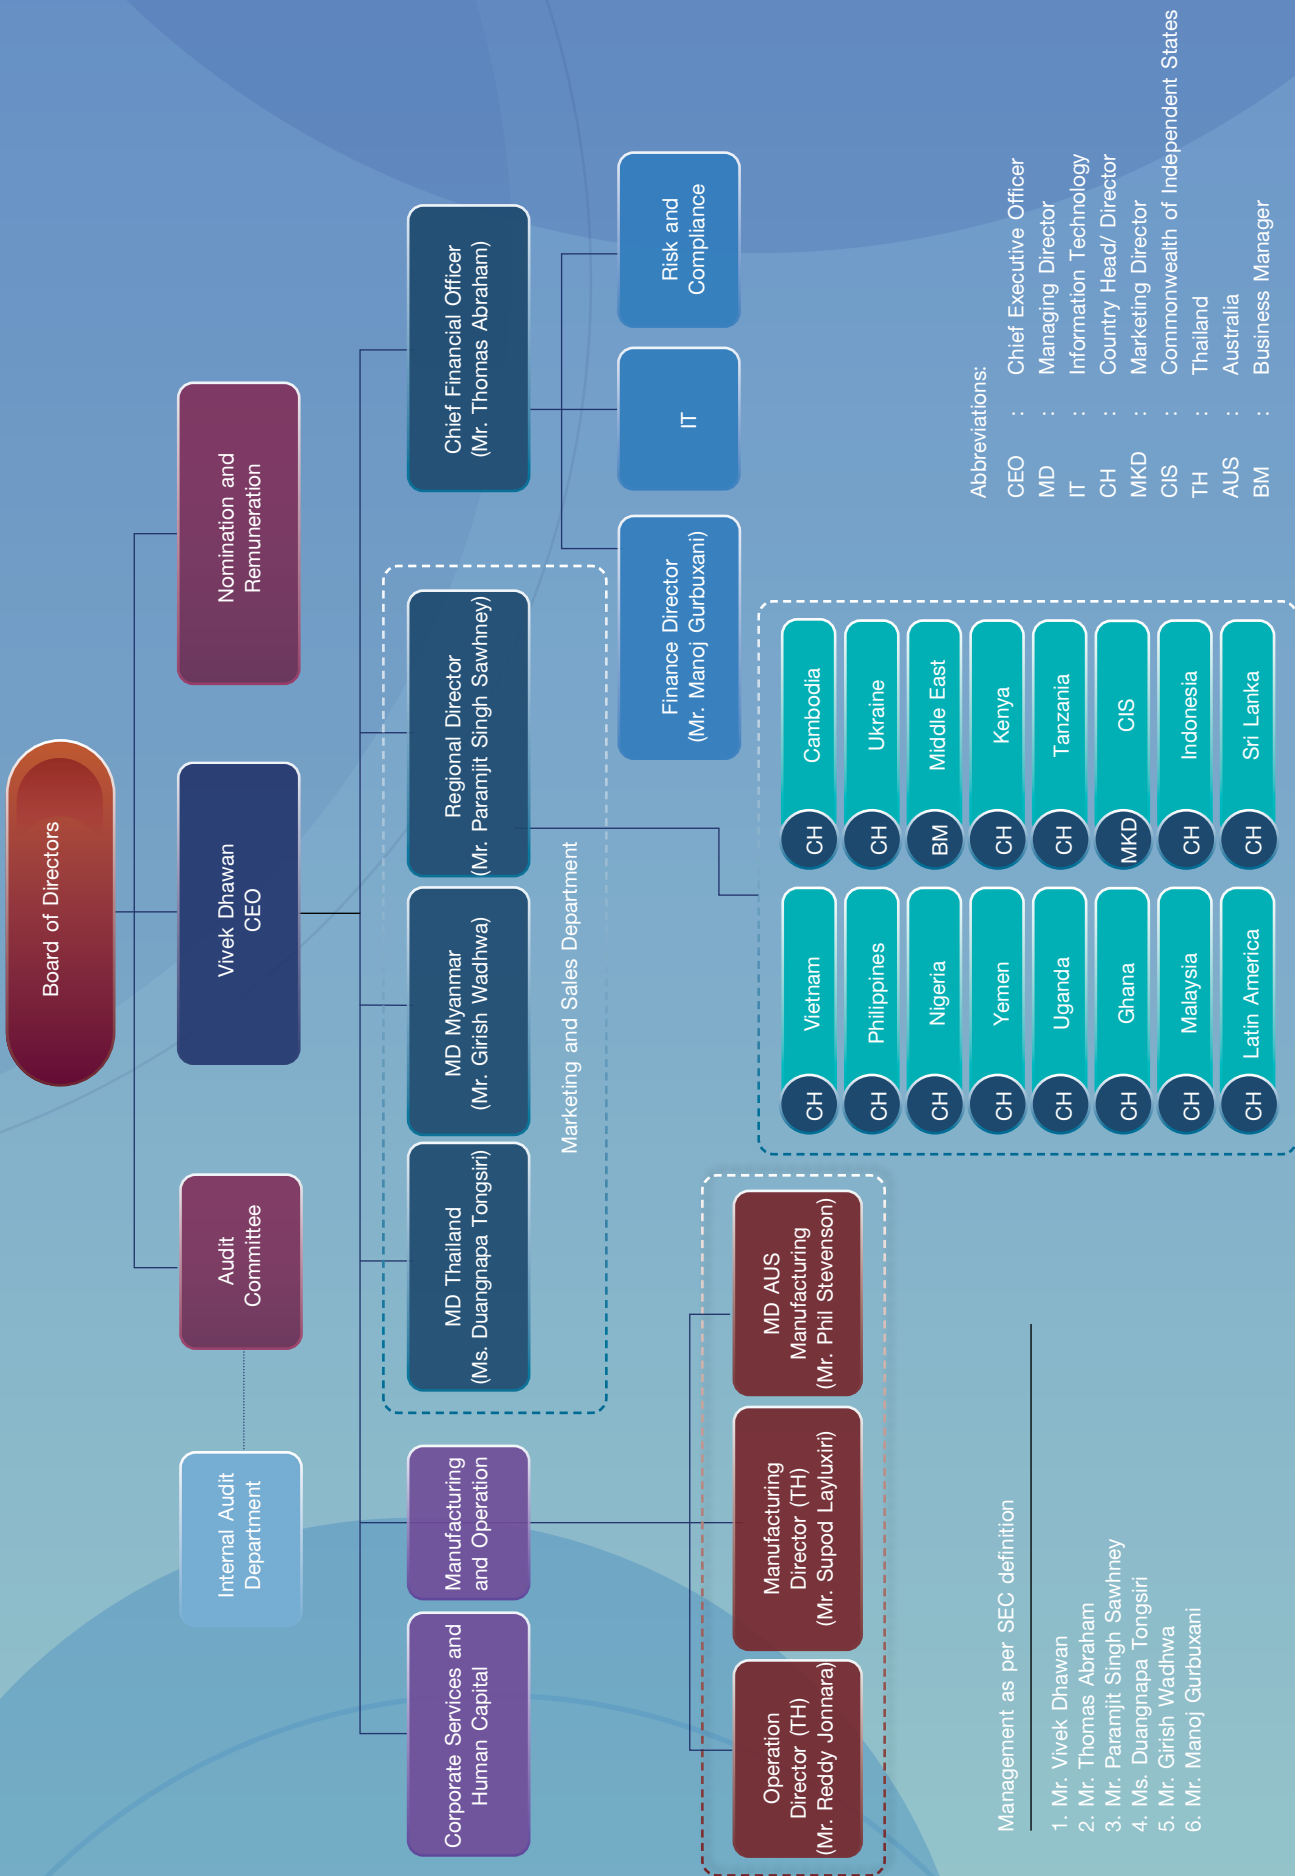 Board of Directors
Internal Audit
Department
Audit
Committee
Vivek Dhawan
CEO
Nomination and
Remuneration
Corporate Services and
Human Capital
Manufacturing
and Operation
MD Thailand
(Ms. Duangnapa Tongsiri)
MD Myanmar
(Mr. Girish Wadhwa)
Regional Director
(Mr. Paramjit Singh Sawhney)
Chief Financial Officer
(Mr. Thomas Abraham)
Marketing and Sales Department
Finance Director
(Mr. Manoj Gurbuxani)
IT
Risk and
Compliance
Operation
Director (TH)
(Mr. Reddy Jonnara)
Manufacturing
Director (TH)
(Mr. Supod Layluxiri)
MD AUS
Manufacturing
(Mr. Phil Stevenson)
CH Vietnam
CH Cambodia
CH Philippines
CH Ukraine
CH Nigeria
BM Middle East
CH Yemen
CH Kenya
CH Uganda
CH Tanzania
CH Ghana
MKD CIS
CH Malaysia
CH Indonesia
CH Latin America
CH Sri Lanka
Management as per SEC definition
1. Mr. Vivek Dhawan
2. Mr. Thomas Abraham
3. Mr. Paramjit Singh Sawhney
4. Ms. Duangnapa Tongsiri
5. Mr. Girish Wadhwa
6. Mr. Manoj Gurbuxani
Abbreviations:
CEO : Chief Executive Officer
MD : Managing Director
IT : Information Technology
CH : Country Head/ Director
MKD : Marketing Director
CIS : Commonwealth of Independent States
TH : Thailand
AUS : Australia
BM : Business Manager